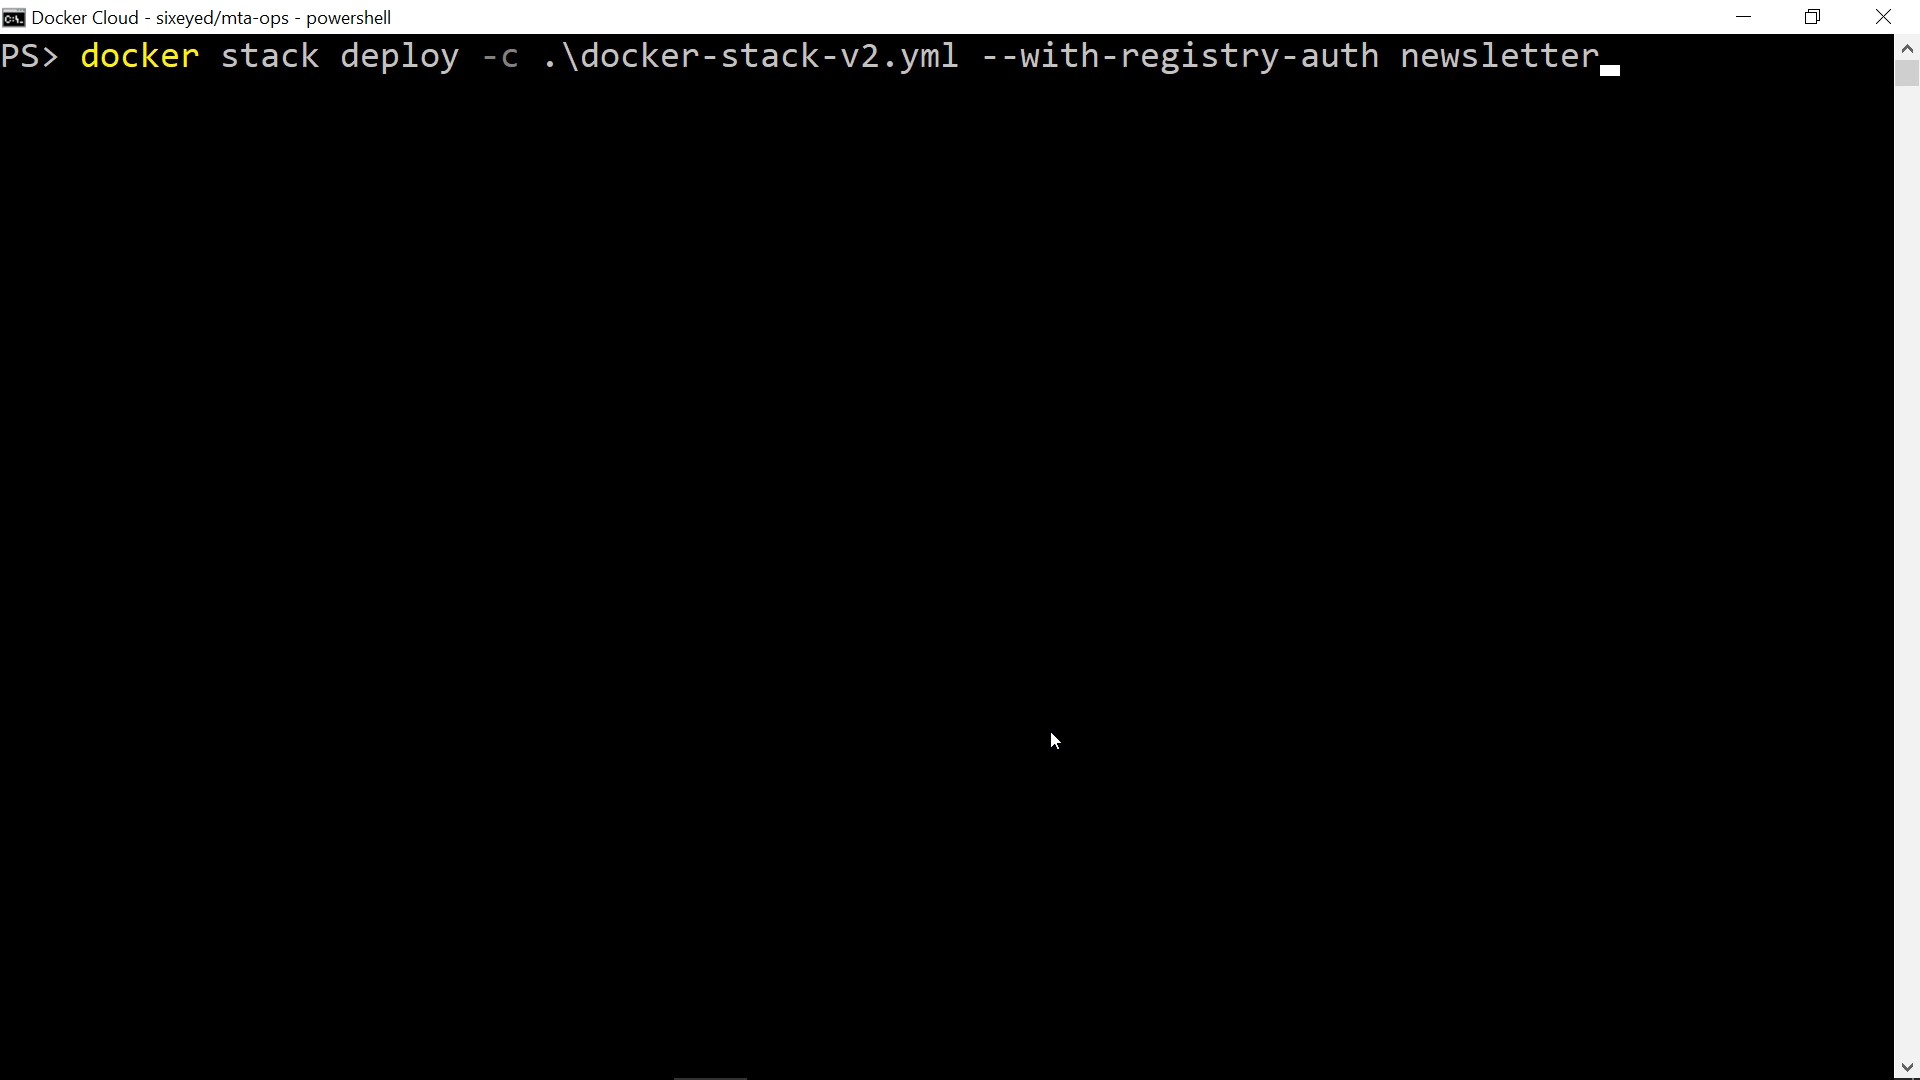 Docker Cloud - sixeyed/mta-ops - powershell
PS> docker stack deploy -c .\docker-stack-v2.yml --with-registry-auth newsletter